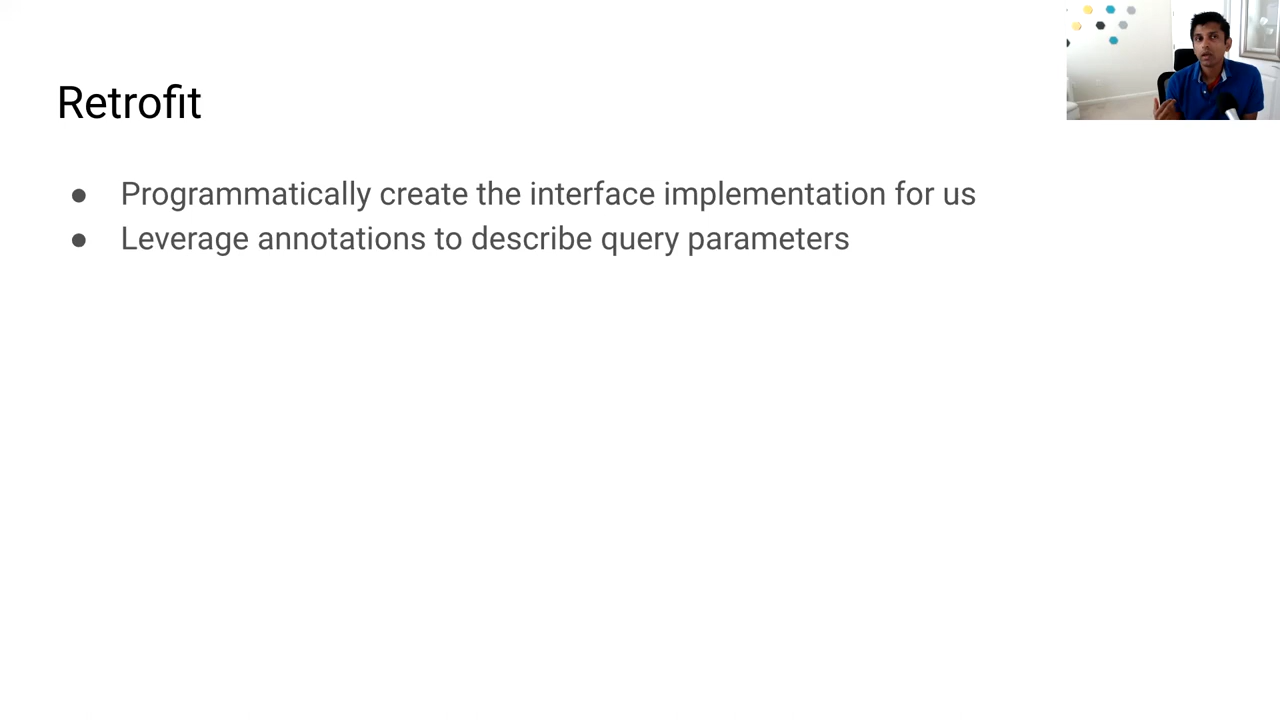 Retrofit
● Programmatically create the interface implementation for us
● Leverage annotations to describe query parameters